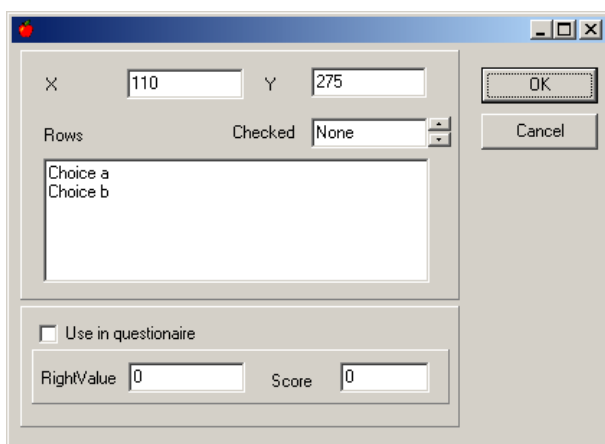 X 110 Y 275 OK
Rows Checked None Cancel
Choice a
Choice b
Use in questionaire
RightValue 0 Score 0